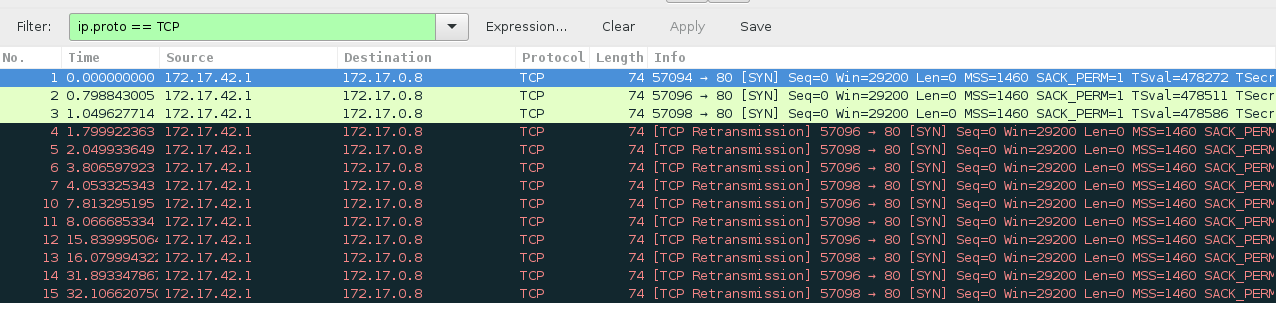 Filter: ip.proto == TCP Expression... Clear Apply Save
No. Time Source Destination Protocol Length Info
1 0.000000000 172.17.42.1 172.17.0.8 TCP 74 57094 → 80 [SYN] Seq=0 Win=29200 Len=0 MSS=1460 SACK_PERM=1 TSval=478272 TSecr
2 0.798843005 172.17.42.1 172.17.0.8 TCP 74 57096 → 80 [SYN] Seq=0 Win=29200 Len=0 MSS=1460 SACK_PERM=1 TSval=478511 TSecr
3 1.049627714 172.17.42.1 172.17.0.8 TCP 74 57098 → 80 [SYN] Seq=0 Win=29200 Len=0 MSS=1460 SACK_PERM=1 TSval=478586 TSecr
4 1.799922363 172.17.42.1 172.17.0.8 TCP 74 [TCP Retransmission] 57096 → 80 [SYN] Seq=0 Win=29200 Len=0 MSS=1460 SACK_PERM
5 2.049933649 172.17.42.1 172.17.0.8 TCP 74 [TCP Retransmission] 57098 → 80 [SYN] Seq=0 Win=29200 Len=0 MSS=1460 SACK_PERM
6 3.806597923 172.17.42.1 172.17.0.8 TCP 74 [TCP Retransmission] 57096 → 80 [SYN] Seq=0 Win=29200 Len=0 MSS=1460 SACK_PERM
7 4.053325343 172.17.42.1 172.17.0.8 TCP 74 [TCP Retransmission] 57098 → 80 [SYN] Seq=0 Win=29200 Len=0 MSS=1460 SACK_PERM
10 7.813295195 172.17.42.1 172.17.0.8 TCP 74 [TCP Retransmission] 57096 → 80 [SYN] Seq=0 Win=29200 Len=0 MSS=1460 SACK_PERM
11 8.066685334 172.17.42.1 172.17.0.8 TCP 74 [TCP Retransmission] 57098 → 80 [SYN] Seq=0 Win=29200 Len=0 MSS=1460 SACK_PERM
12 15.839995064 172.17.42.1 172.17.0.8 TCP 74 [TCP Retransmission] 57096 → 80 [SYN] Seq=0 Win=29200 Len=0 MSS=1460 SACK_PERM
13 16.079994322 172.17.42.1 172.17.0.8 TCP 74 [TCP Retransmission] 57098 → 80 [SYN] Seq=0 Win=29200 Len=0 MSS=1460 SACK_PERM
14 31.893347867 172.17.42.1 172.17.0.8 TCP 74 [TCP Retransmission] 57096 → 80 [SYN] Seq=0 Win=29200 Len=0 MSS=1460 SACK_PERM
15 32.106620750 172.17.42.1 172.17.0.8 TCP 74 [TCP Retransmission] 57098 → 80 [SYN] Seq=0 Win=29200 Len=0 MSS=1460 SACK_PERM